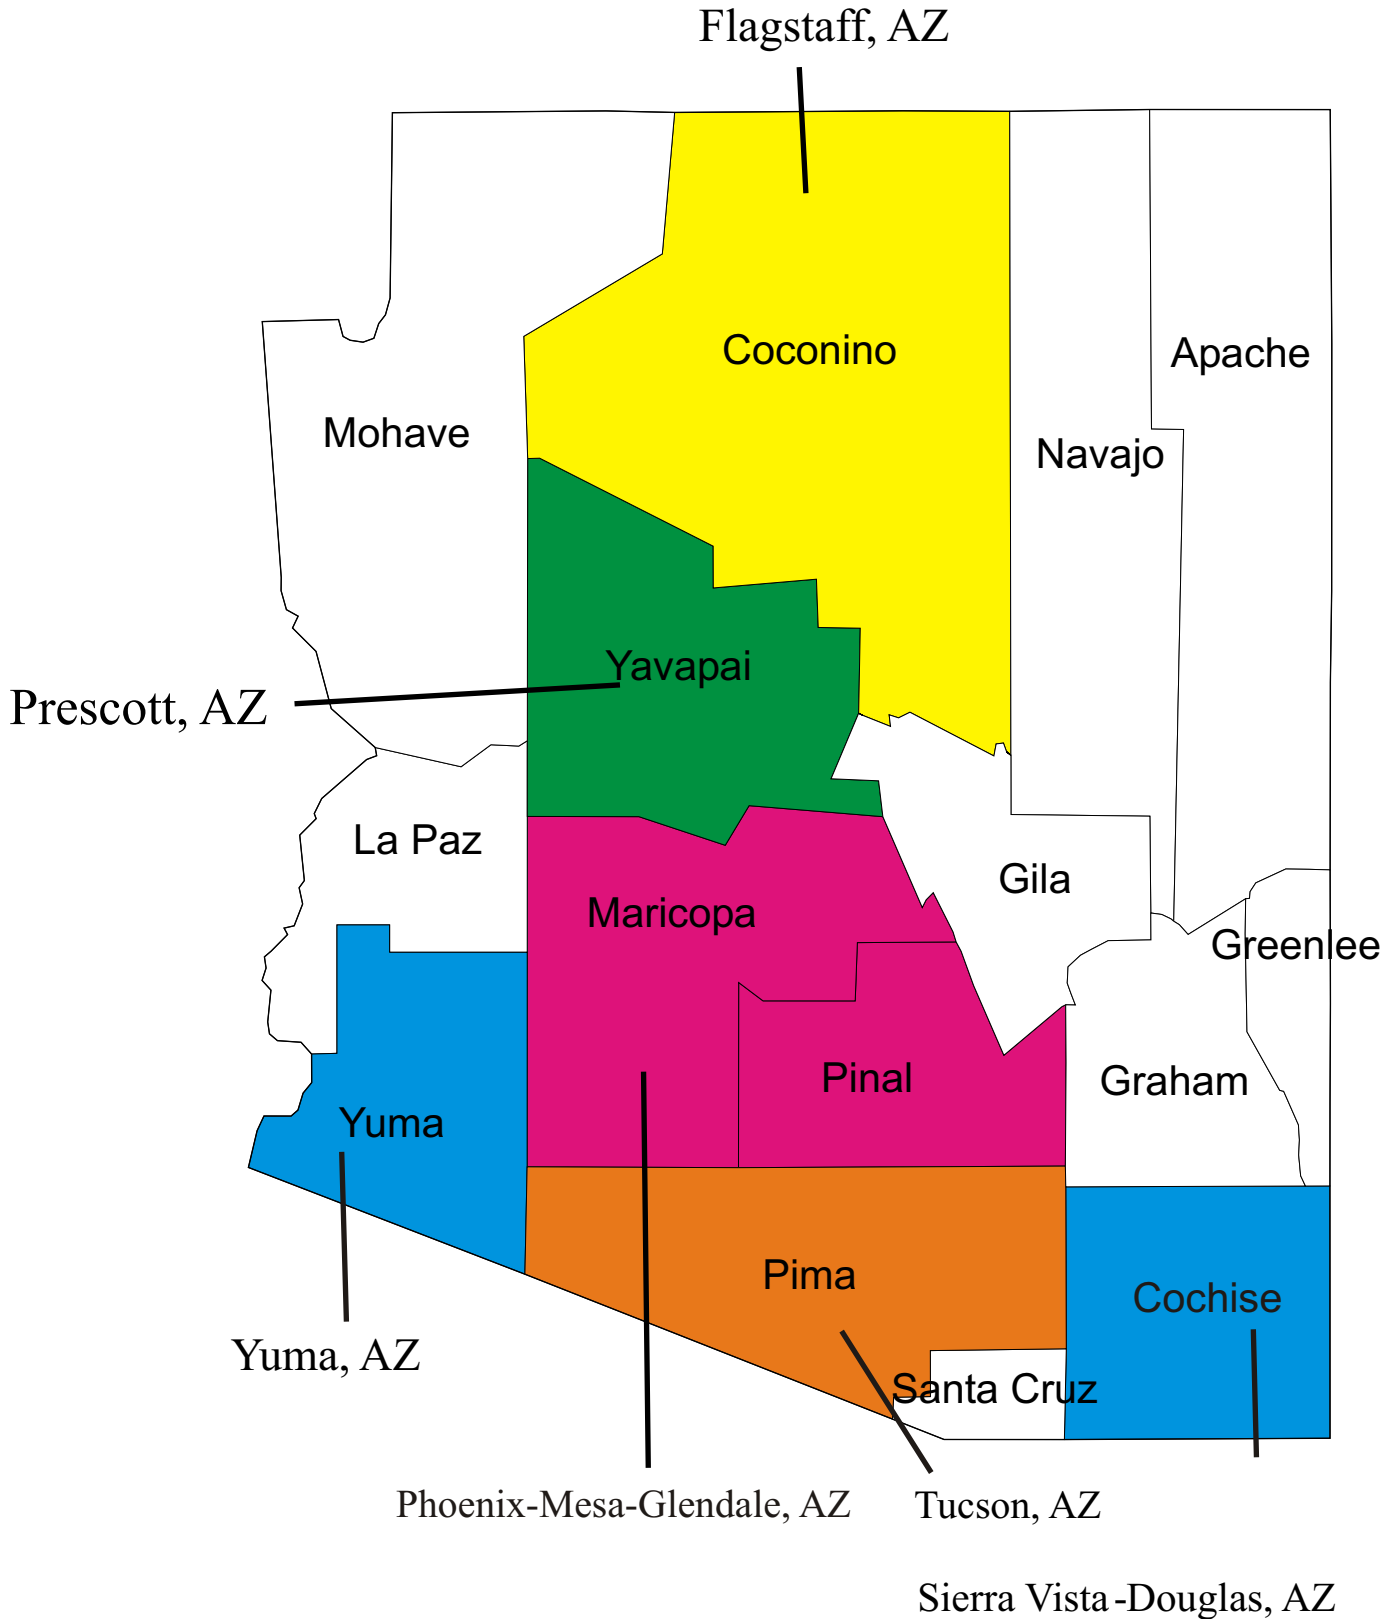 Flagstaff, AZ
Coconino
Apache
Mohave
Navajo
Yavapai
Prescott, AZ
La Paz
Gila
Maricopa
Greenlee
Pinal
Graham
Yuma
Pima
Cochise
Yuma, AZ
Santa Cruz
Phoenix-Mesa-Glendale, AZ
Tucson, AZ
Sierra Vista-Douglas, AZ